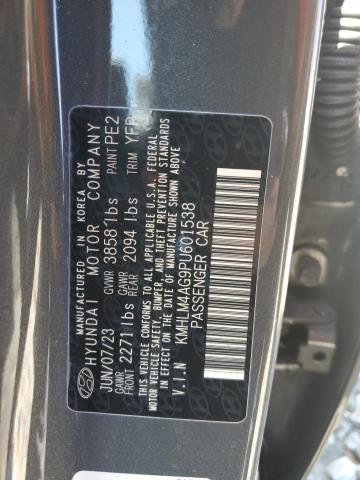 MANUFACTURED IN KOREA BY
HYUNDAI MOTOR COMPANY
JUN/07/23 GVWR 3858 lbs PAINT PE2
GAWR FRONT 2271 lbs GAWR REAR 2094 lbs TRIM YFR
THIS VEHICLE CONFORMS TO ALL APPLICABLE U.S.A. FEDERAL
MOTOR VEHICLE SAFETY, BUMPER, AND THEFT PREVENTION
STANDARDS IN EFFECT ON THE DATE OF MANUFACTURE SHOWN ABOVE.
V.I.N KMHLM4AG9PU601538
PASSENGER CAR